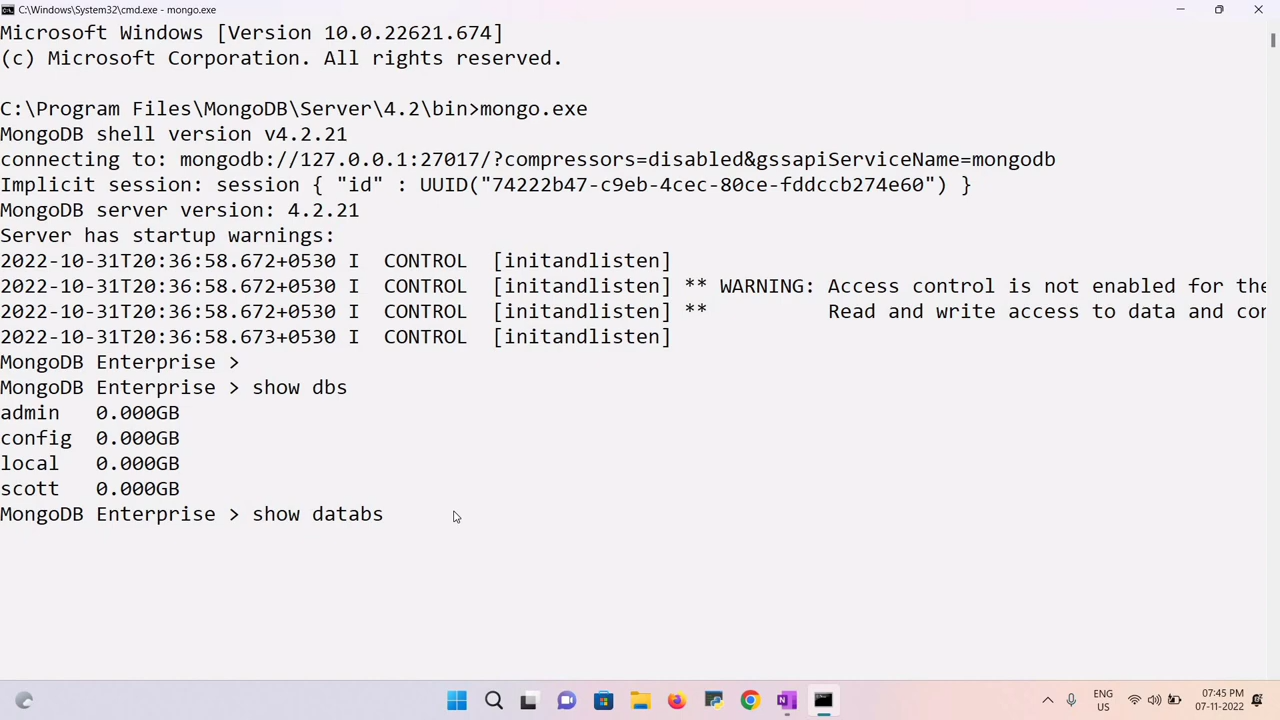 C:\Windows\System32\cmd.exe - mongo.exe
Microsoft Windows [Version 10.0.22621.674]
(c) Microsoft Corporation. All rights reserved.
C:\Program Files\MongoDB\Server\4.2\bin>mongo.exe
MongoDB shell version v4.2.21
connecting to: mongodb://127.0.0.1:27017/?compressors=disabled&gssapiServiceName=mongodb
Implicit session: session { "id" : UUID("74222b47-c9eb-4cec-80ce-fddccb274e60") }
MongoDB server version: 4.2.21
Server has startup warnings:
2022-10-31T20:36:58.672+0530 I  CONTROL  [initandlisten]
2022-10-31T20:36:58.672+0530 I  CONTROL  [initandlisten] ** WARNING: Access control is not enabled for the
2022-10-31T20:36:58.672+0530 I  CONTROL  [initandlisten] **          Read and write access to data and con
2022-10-31T20:36:58.673+0530 I  CONTROL  [initandlisten]
MongoDB Enterprise >
MongoDB Enterprise > show dbs
admin   0.000GB
config  0.000GB
local   0.000GB
scott   0.000GB
MongoDB Enterprise > show databs
ENG
US
07:45 PM
07-11-2022